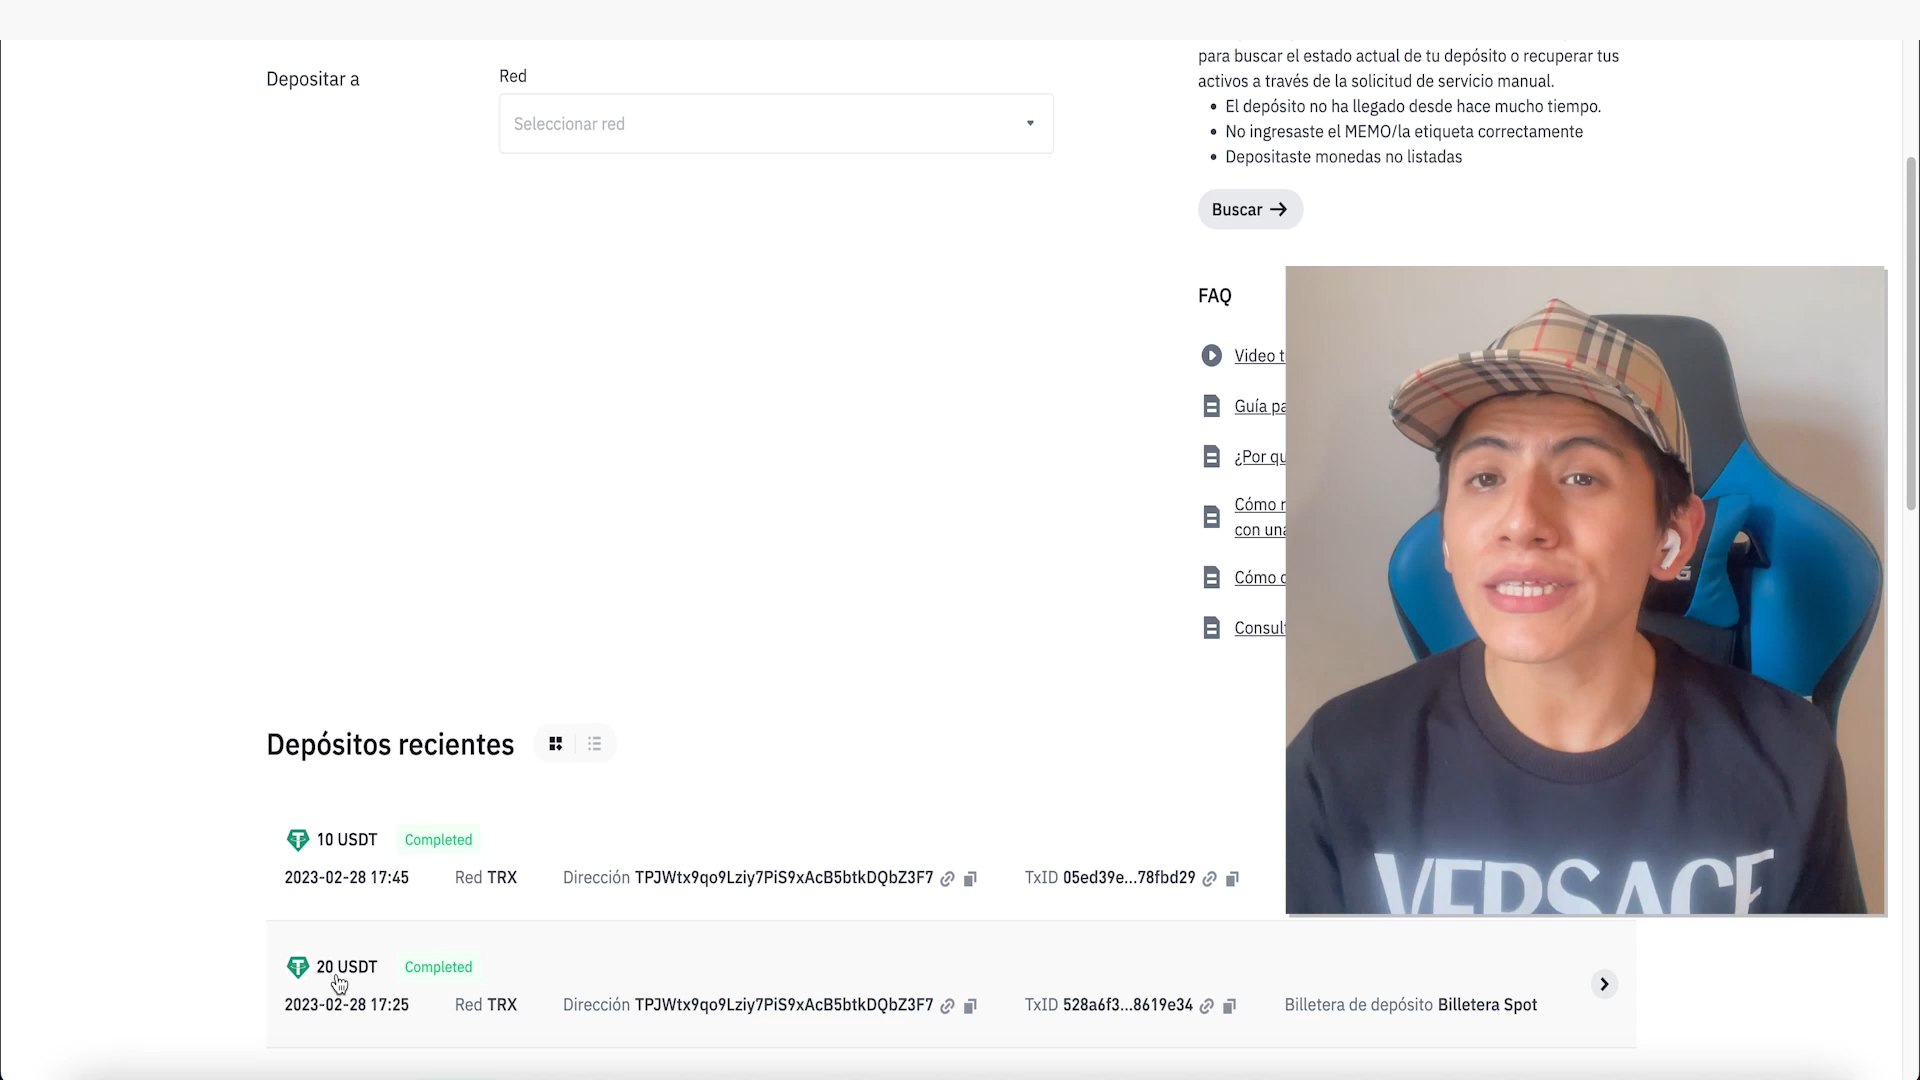 Depositar a
Red
Seleccionar red
para buscar el estado actual de tu depósito o recuperar tus
activos a través de la solicitud de servicio manual.
El depósito no ha llegado desde hace mucho tiempo.
No ingresaste el MEMO/la etiqueta correctamente
Depositaste monedas no listadas
Buscar
FAQ
Video t
Guía pa
¿Por qu
Cómo r
con una
Cómo
Consul
G
VERSACE
Depósitos recientes
10 USDT Completed
2023-02-28 17:45 Red TRX Dirección TPJWtx9qo9Lziy7PiS9xAcB5btkDQbZ3F7 TxID 05ed39e...78fbd29
20 USDT Completed
2023-02-28 17:25 Red TRX Dirección TPJWtx9qo9Lziy7PiS9xAcB5btkDQbZ3F7 TxID 528a6f3...8619e34 Billetera de depósito Billetera Spot